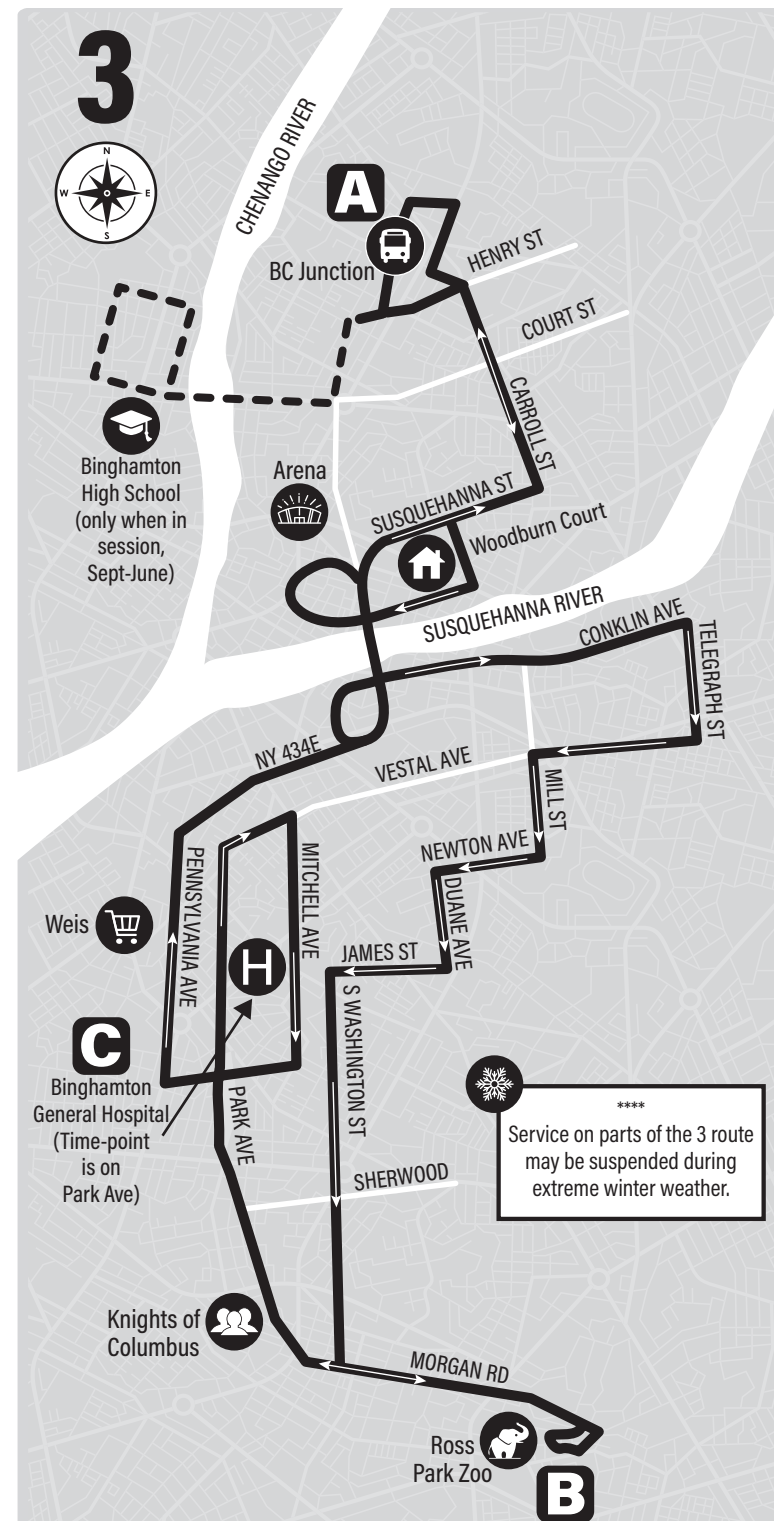 3
N
W
E
S
CHENANGO RIVER
A
BC Junction
HENRY ST
COURT ST
CARROLL ST
Binghamton
High School
(only when in
session,
Sept-June)
Arena
SUSQUEHANNA ST
Woodburn Court
SUSQUEHANNA RIVER
CONKLIN AVE
TELEGRAPH ST
NY 434E
VESTAL AVE
MILL ST
NEWTON AVE
DUANE AVE
JAMES ST
Weis
PENNSYLVANIA AVE
MITCHELL AVE
H
C
Binghamton
General Hospital
(Time-point
is on
Park Ave)
PARK AVE
S WASHINGTON ST
****
Service on parts of the 3 route
may be suspended during
extreme winter weather.
SHERWOOD
Knights of
Columbus
MORGAN RD
Ross
Park Zoo
B